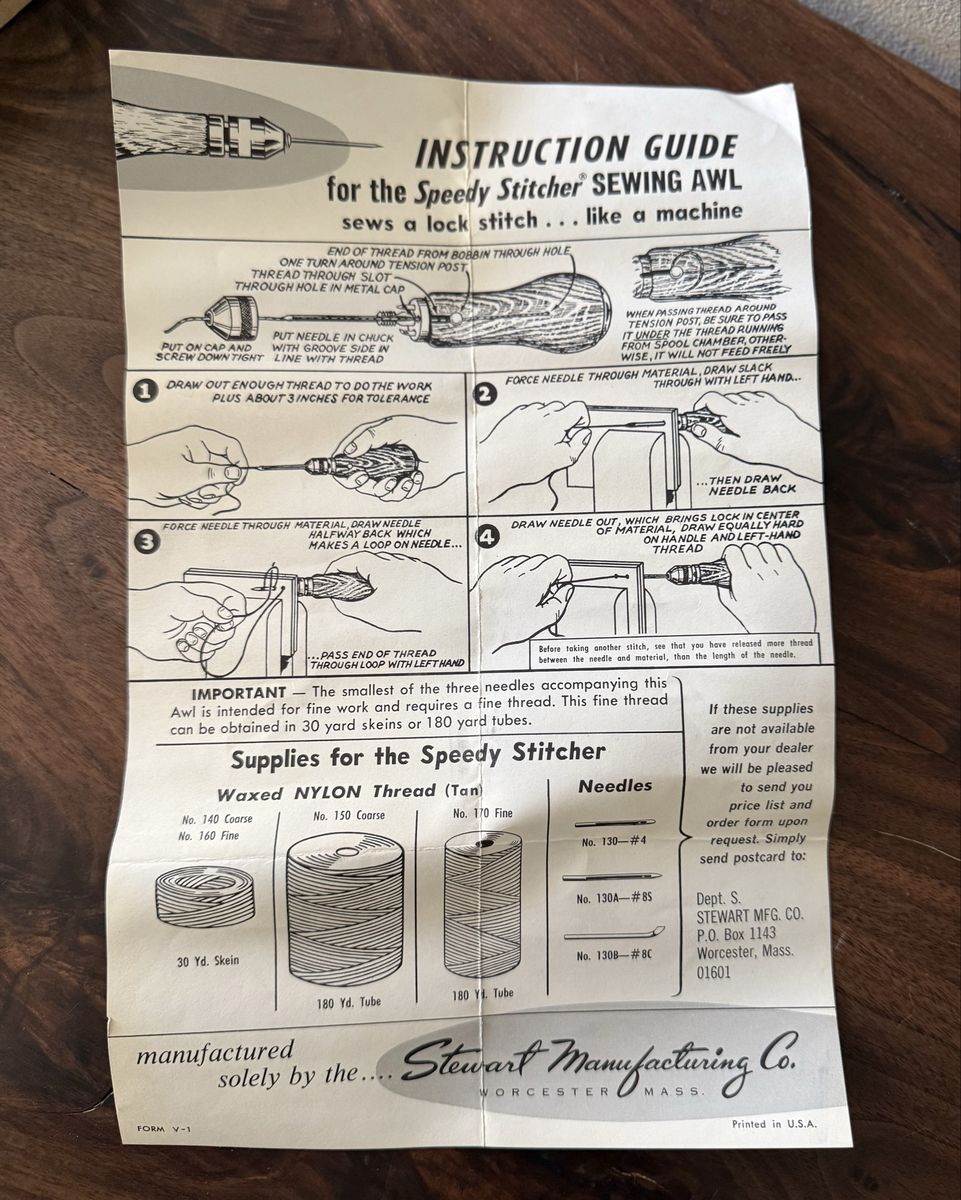 INSTRUCTION GUIDE
for the Speedy Stitcher® SEWING AWL
sews a lock stitch . . . like a machine
END OF THREAD FROM BOBBIN THROUGH HOLE
ONE TURN AROUND TENSION POST
THREAD THROUGH SLOT
THROUGH HOLE IN METAL CAP
PUT ON CAP AND
SCREW DOWN TIGHT
PUT NEEDLE IN CHUCK
WITH GROOVE SIDE IN
LINE WITH THREAD
WHEN PASSING THREAD AROUND
TENSION POST, BE SURE TO PASS
IT UNDER THE THREAD RUNNING
FROM SPOOL CHAMBER, OTHER-
WISE, IT WILL NOT FEED FREELY
1 DRAW OUT ENOUGH THREAD TO DO THE WORK
PLUS ABOUT 3 INCHES FOR TOLERANCE
2 FORCE NEEDLE THROUGH MATERIAL, DRAW SLACK
THROUGH WITH LEFT HAND...
...THEN DRAW
NEEDLE BACK
3 FORCE NEEDLE THROUGH MATERIAL, DRAW NEEDLE
HALFWAY BACK WHICH
MAKES A LOOP ON NEEDLE...
...PASS END OF THREAD
THROUGH LOOP WITH LEFT HAND
4 DRAW NEEDLE OUT, WHICH BRINGS LOCK IN CENTER
OF MATERIAL, DRAW EQUALLY HARD
ON HANDLE AND LEFT-HAND
THREAD
Before taking another stitch, see that you have released more thread
between the needle and material, than the length of the needle.
IMPORTANT — The smallest of the three needles accompanying this
Awl is intended for fine work and requires a fine thread. This fine thread
can be obtained in 30 yard skeins or 180 yard tubes.
Supplies for the Speedy Stitcher
Waxed NYLON Thread (Tan)
No. 140 Coarse
No. 160 Fine
30 Yd. Skein
No. 150 Coarse
180 Yd. Tube
No. 170 Fine
180 Yd. Tube
Needles
No. 130—#4
No. 130A—#8S
No. 130B—#8C
If these supplies
are not available
from your dealer
we will be pleased
to send you
price list and
order form upon
request. Simply
send postcard to:
Dept. S.
STEWART MFG. CO.
P.O. Box 1143
Worcester, Mass.
01601
manufactured
solely by the....
Stewart Manufacturing Co.
WORCESTER MASS.
FORM V-1
Printed in U.S.A.